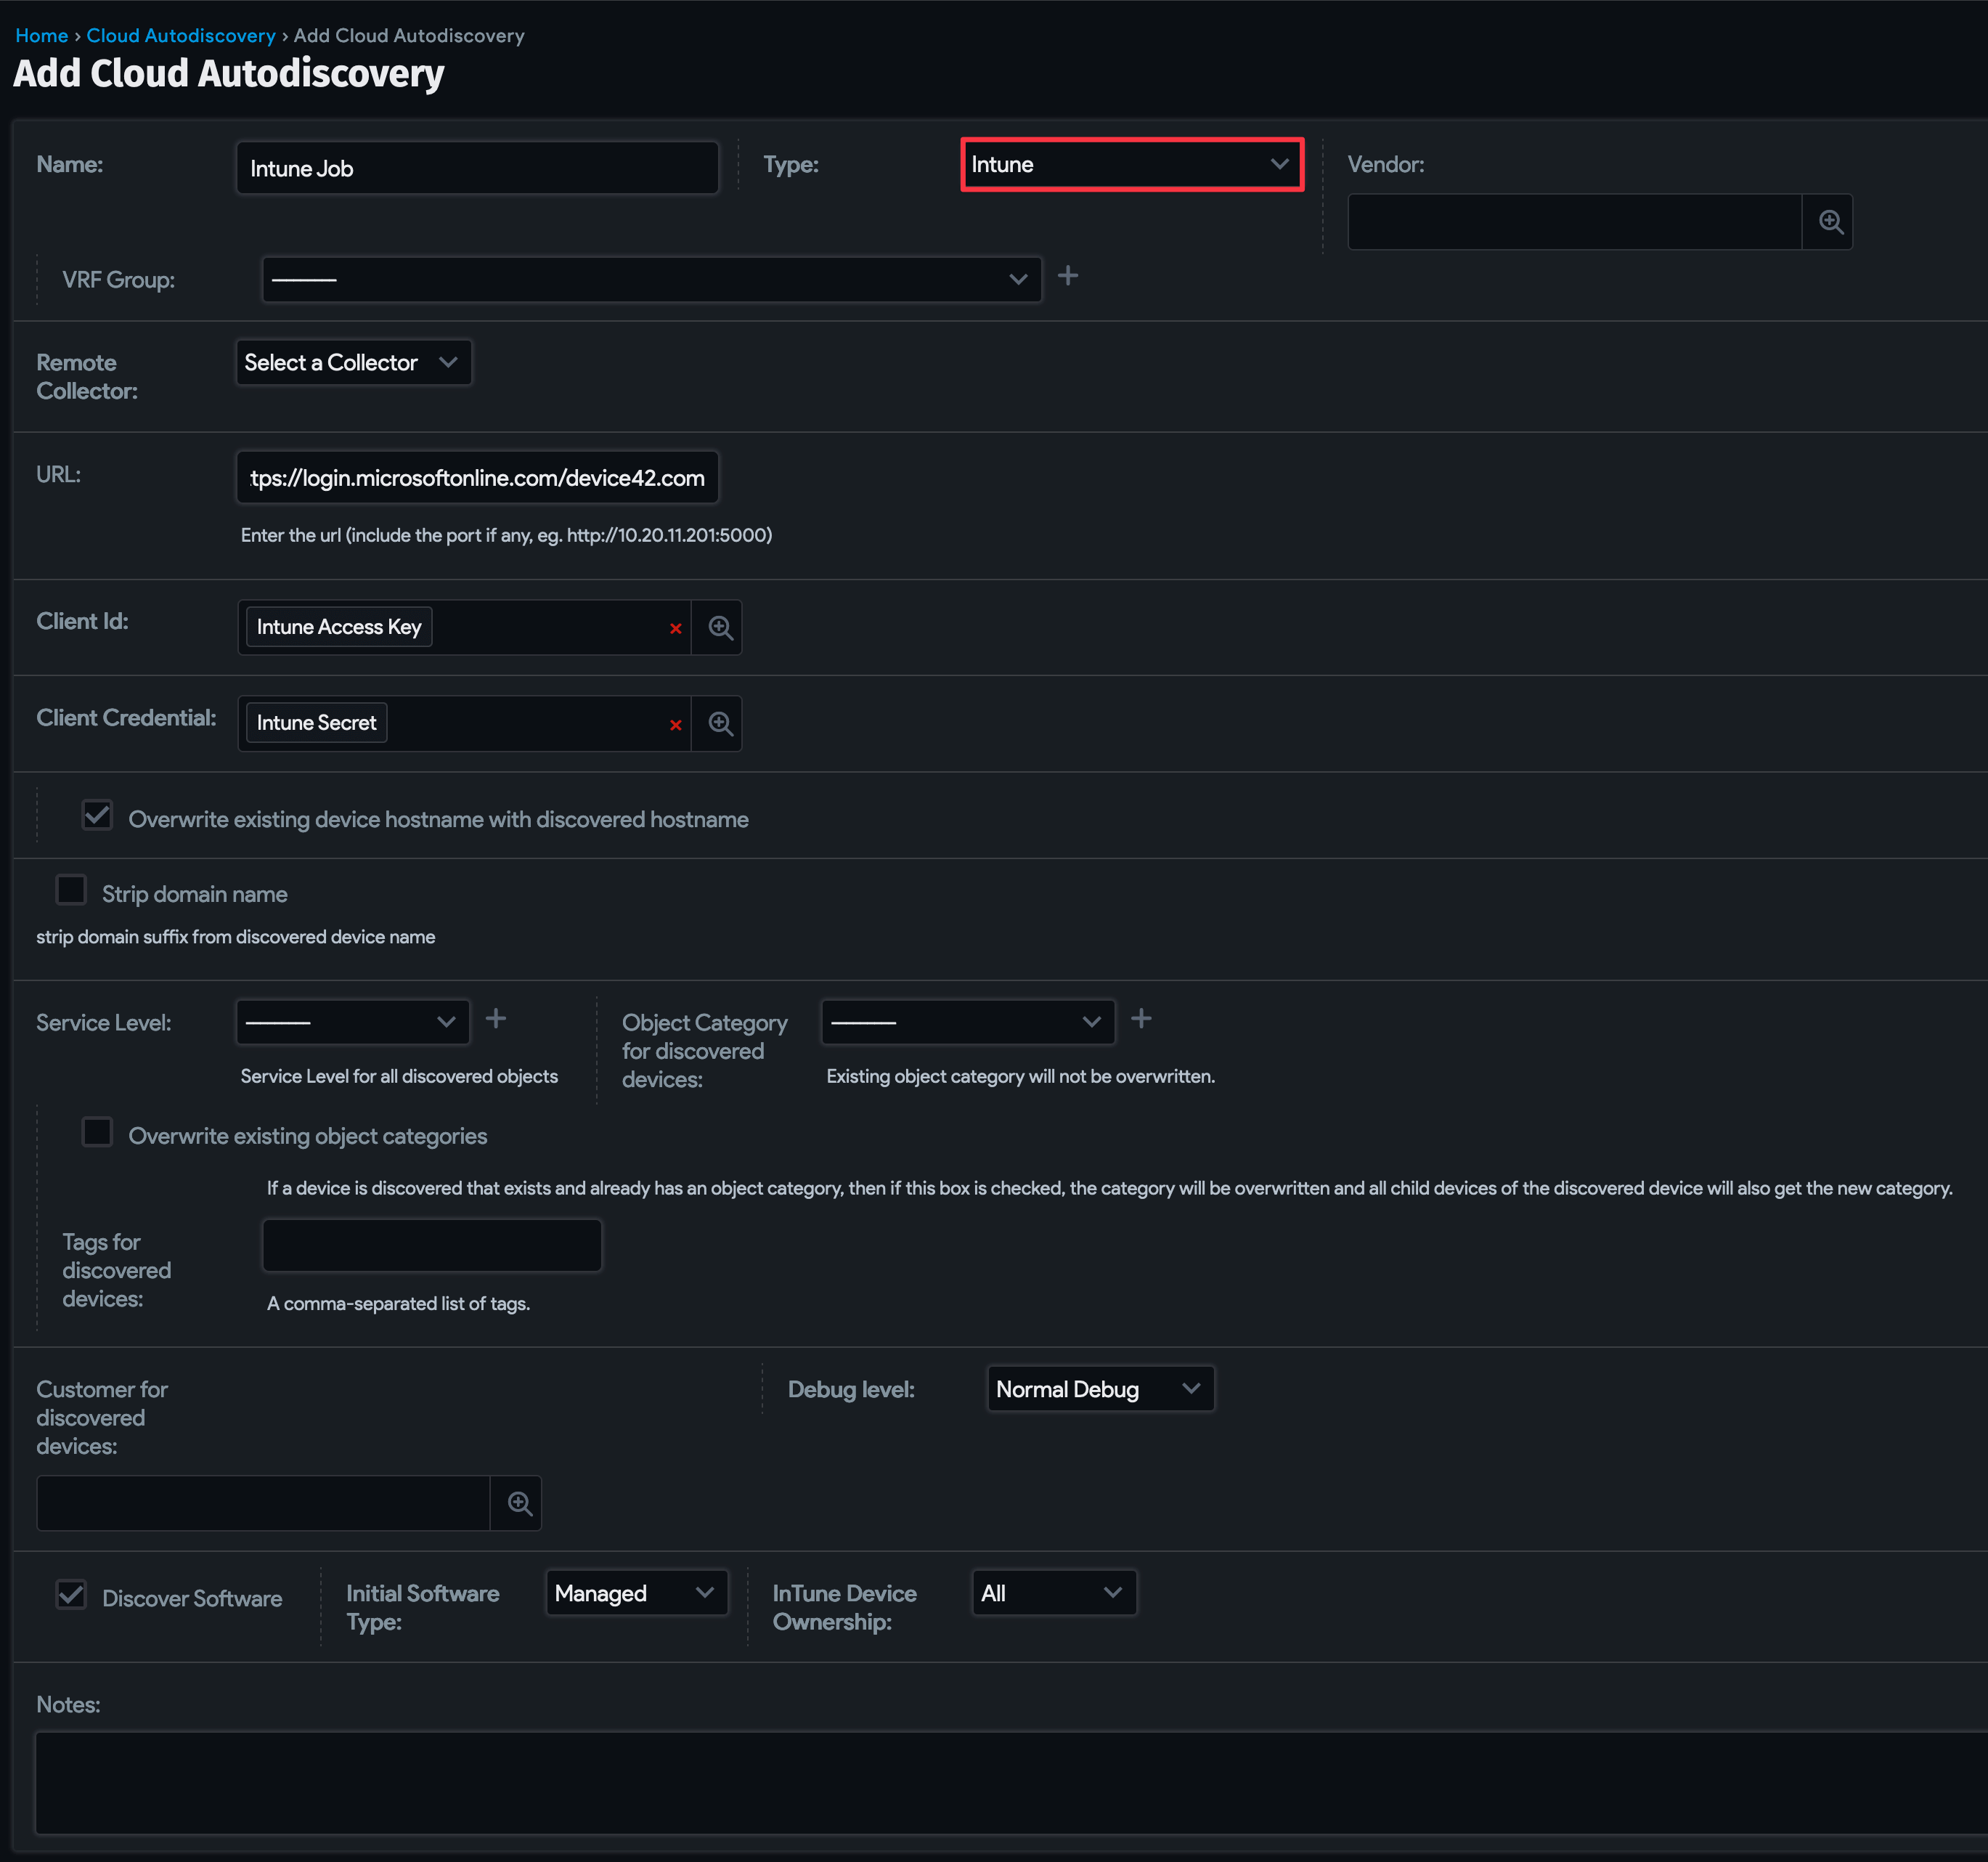 Home › Cloud Autodiscovery › Add Cloud Autodiscovery
Add Cloud Autodiscovery
Name: Intune Job Type: Intune Vendor:
VRF Group: ---------
Remote Collector: Select a Collector
URL: tps://login.microsoftonline.com/device42.com
Enter the url (include the port if any, eg. http://10.20.11.201:5000)
Client Id: Intune Access Key
Client Credential: Intune Secret
Overwrite existing device hostname with discovered hostname
Strip domain name
strip domain suffix from discovered device name
Service Level: ---------
Service Level for all discovered objects
Object Category for discovered devices: ---------
Existing object category will not be overwritten.
Overwrite existing object categories
If a device is discovered that exists and already has an object category, then if this box is checked, the category will be overwritten and all child devices of the discovered device will also get the new category.
Tags for discovered devices:
A comma-separated list of tags.
Customer for discovered devices:
Debug level: Normal Debug
Discover Software Initial Software Type: Managed InTune Device Ownership: All
Notes: